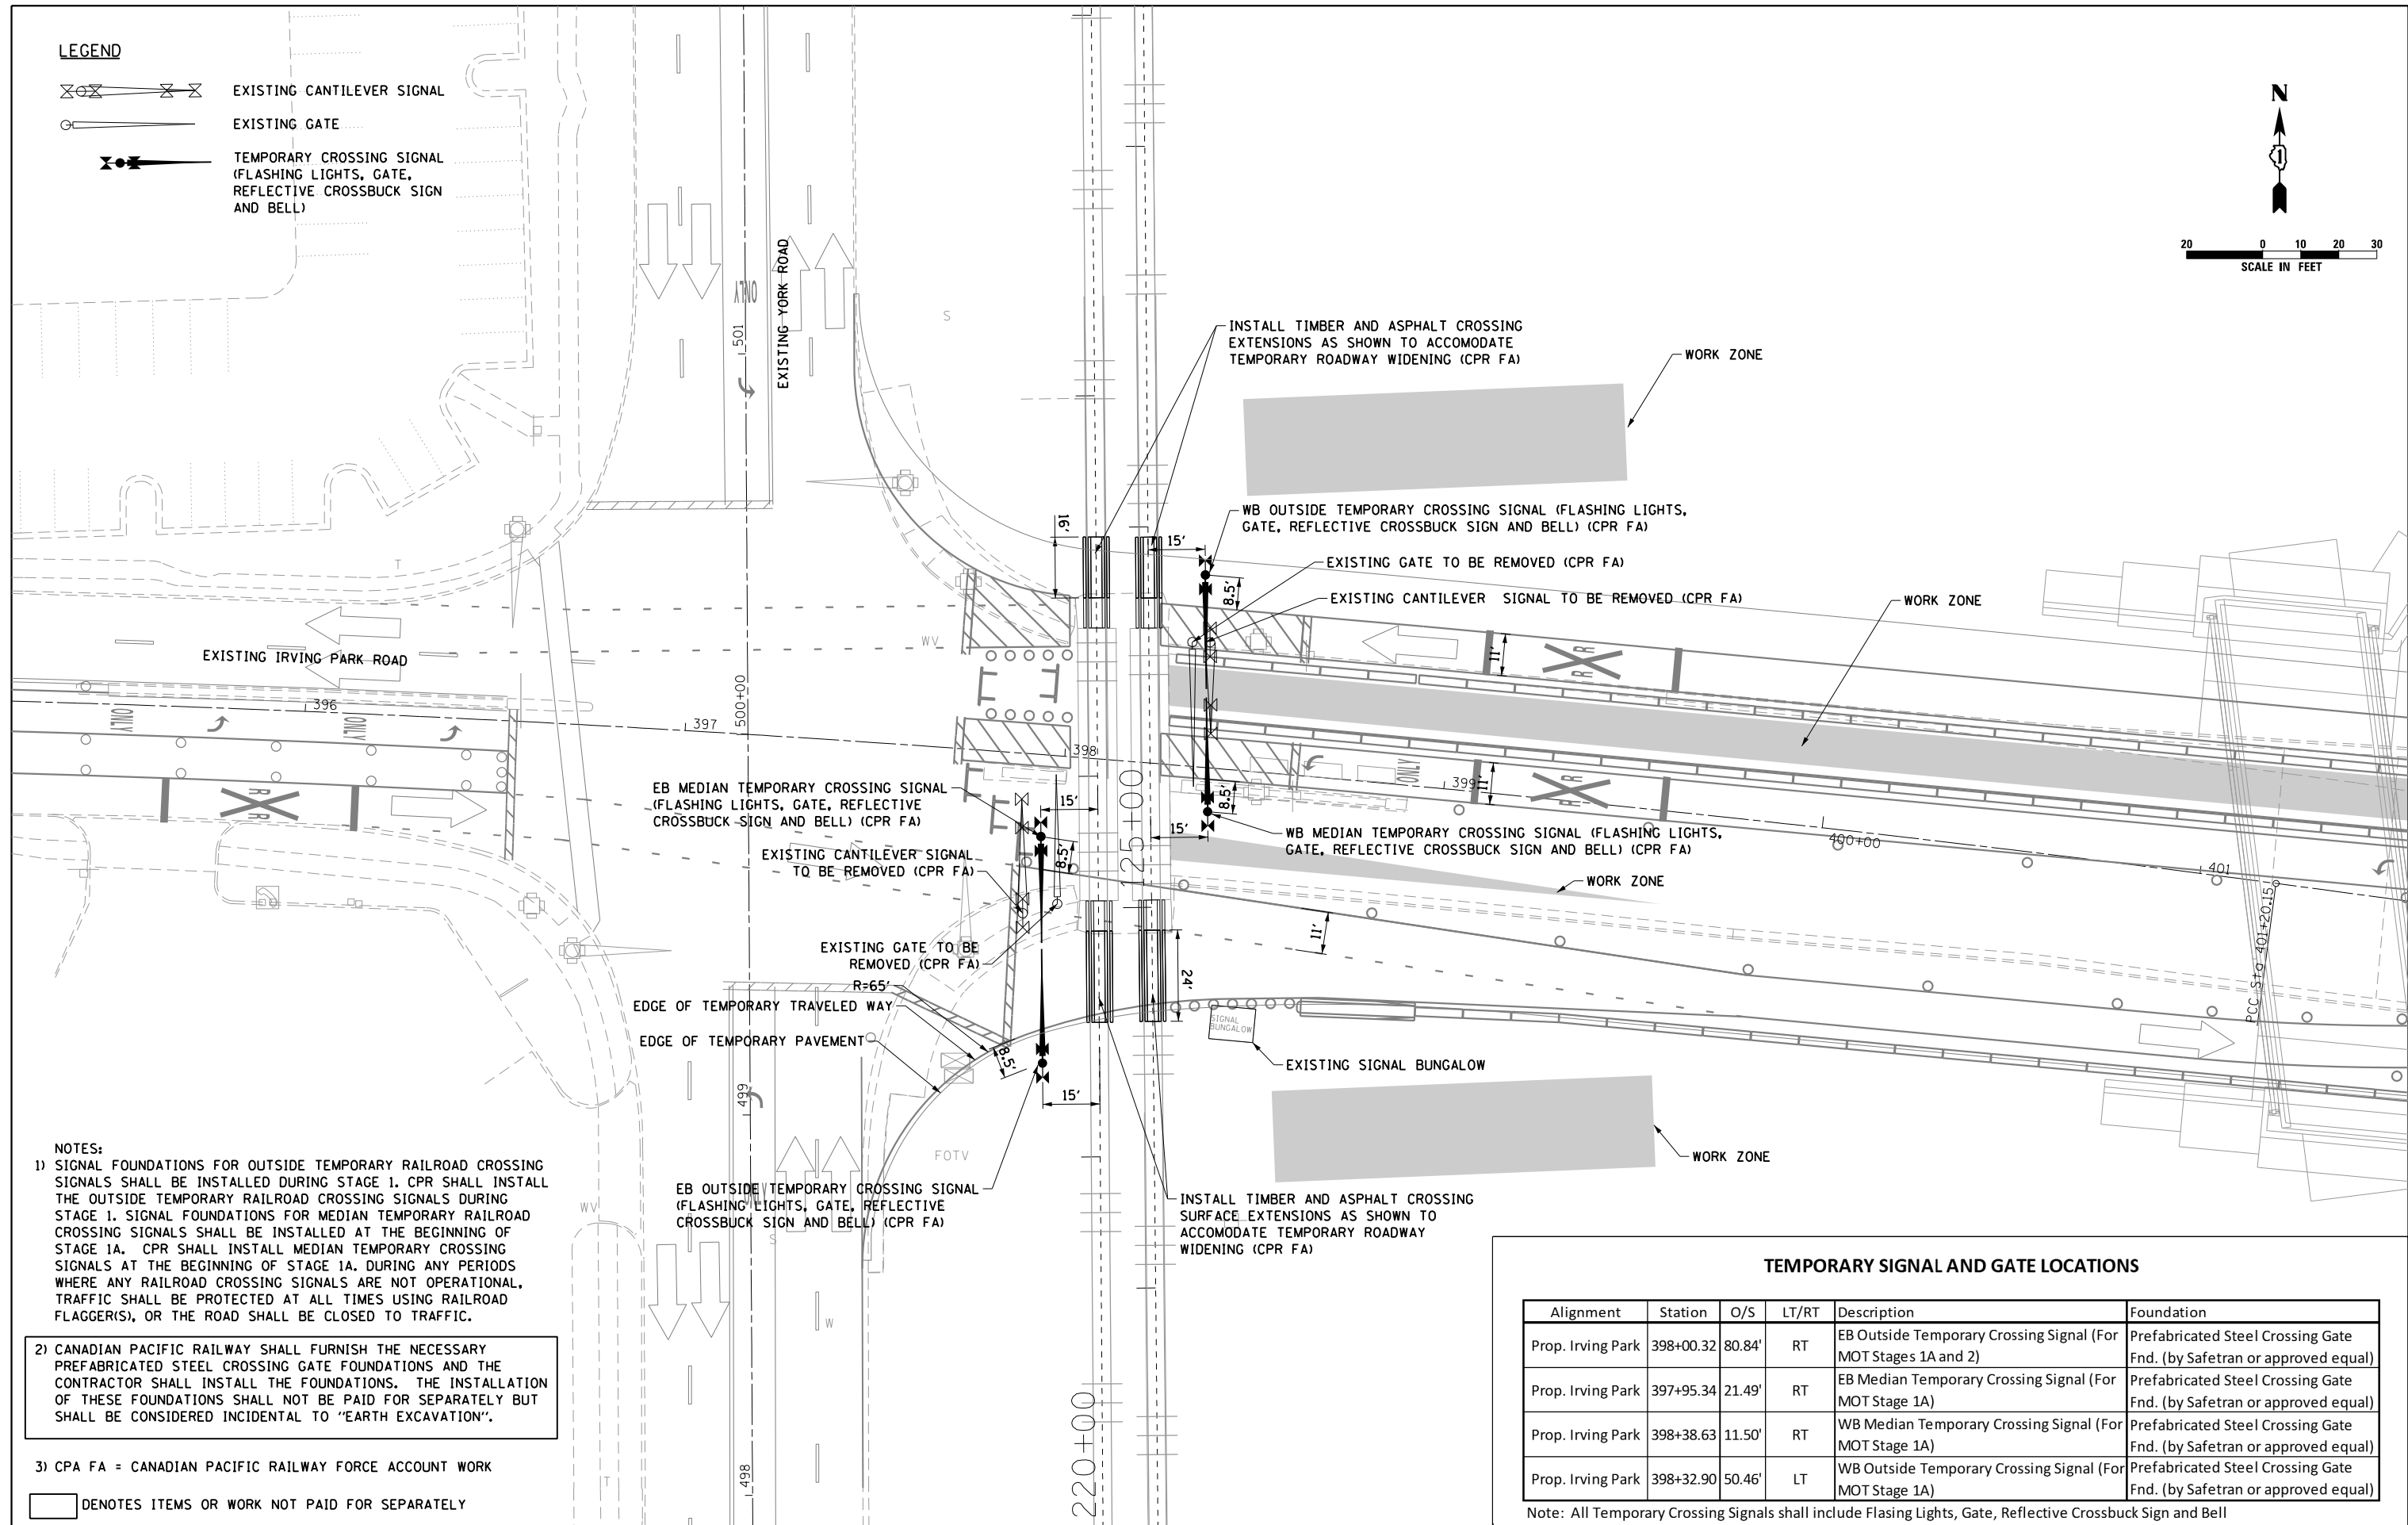 LEGEND
EXISTING CANTILEVER SIGNAL
EXISTING GATE
TEMPORARY CROSSING SIGNAL
(FLASHING LIGHTS, GATE,
REFLECTIVE CROSSBUCK SIGN
AND BELL)
N
1
20 0 10 20 30
SCALE IN FEET
EXISTING YORK ROAD
ONLY
501
S
INSTALL TIMBER AND ASPHALT CROSSING
EXTENSIONS AS SHOWN TO ACCOMODATE
TEMPORARY ROADWAY WIDENING (CPR FA)
WORK ZONE
WB OUTSIDE TEMPORARY CROSSING SIGNAL (FLASHING LIGHTS,
GATE, REFLECTIVE CROSSBUCK SIGN AND BELL) (CPR FA)
16'
15'
EXISTING GATE TO BE REMOVED (CPR FA)
8.5'
EXISTING CANTILEVER  SIGNAL TO BE REMOVED (CPR FA)
WORK ZONE
T
WV
EXISTING IRVING PARK ROAD
11'
R R
396
397
500+00
398
399
400+00
401
ONLY
ONLY
ONLY
11'
R R
R R
EB MEDIAN TEMPORARY CROSSING SIGNAL
(FLASHING LIGHTS, GATE, REFLECTIVE
CROSSBUCK SIGN AND BELL) (CPR FA)
15'
8.5'
125+00
15'
8.5'
WB MEDIAN TEMPORARY CROSSING SIGNAL (FLASHING LIGHTS,
GATE, REFLECTIVE CROSSBUCK SIGN AND BELL) (CPR FA)
EXISTING CANTILEVER SIGNAL
TO BE REMOVED (CPR FA)
WORK ZONE
PCC Sta 401+20.15
11'
EXISTING GATE TO BE
REMOVED (CPR FA)
R=65'
24'
EDGE OF TEMPORARY TRAVELED WAY
EDGE OF TEMPORARY PAVEMENT
SIGNAL
BUNGALOW
EXISTING SIGNAL BUNGALOW
8.5'
15'
499
FOTV
WORK ZONE
EB OUTSIDE TEMPORARY CROSSING SIGNAL
(FLASHING LIGHTS, GATE, REFLECTIVE
CROSSBUCK SIGN AND BELL) (CPR FA)
ONLY
WV
S
W
T
498
220+00
INSTALL TIMBER AND ASPHALT CROSSING
SURFACE EXTENSIONS AS SHOWN TO
ACCOMODATE TEMPORARY ROADWAY
WIDENING (CPR FA)
NOTES:
1) SIGNAL FOUNDATIONS FOR OUTSIDE TEMPORARY RAILROAD CROSSING
SIGNALS SHALL BE INSTALLED DURING STAGE 1. CPR SHALL INSTALL
THE OUTSIDE TEMPORARY RAILROAD CROSSING SIGNALS DURING
STAGE 1. SIGNAL FOUNDATIONS FOR MEDIAN TEMPORARY RAILROAD
CROSSING SIGNALS SHALL BE INSTALLED AT THE BEGINNING OF
STAGE 1A.  CPR SHALL INSTALL MEDIAN TEMPORARY CROSSING
SIGNALS AT THE BEGINNING OF STAGE 1A. DURING ANY PERIODS
WHERE ANY RAILROAD CROSSING SIGNALS ARE NOT OPERATIONAL,
TRAFFIC SHALL BE PROTECTED AT ALL TIMES USING RAILROAD
FLAGGER(S), OR THE ROAD SHALL BE CLOSED TO TRAFFIC.
2) CANADIAN PACIFIC RAILWAY SHALL FURNISH THE NECESSARY
PREFABRICATED STEEL CROSSING GATE FOUNDATIONS AND THE
CONTRACTOR SHALL INSTALL THE FOUNDATIONS.  THE INSTALLATION
OF THESE FOUNDATIONS SHALL NOT BE PAID FOR SEPARATELY BUT
SHALL BE CONSIDERED INCIDENTAL TO "EARTH EXCAVATION".
3) CPA FA = CANADIAN PACIFIC RAILWAY FORCE ACCOUNT WORK
DENOTES ITEMS OR WORK NOT PAID FOR SEPARATELY
TEMPORARY SIGNAL AND GATE LOCATIONS
Alignment Station O/S LT/RT Description Foundation
Prop. Irving Park 398+00.32 80.84' RT EB Outside Temporary Crossing Signal (For MOT Stages 1A and 2) Prefabricated Steel Crossing Gate Fnd. (by Safetran or approved equal)
Prop. Irving Park 397+95.34 21.49' RT EB Median Temporary Crossing Signal (For MOT Stage 1A) Prefabricated Steel Crossing Gate Fnd. (by Safetran or approved equal)
Prop. Irving Park 398+38.63 11.50' RT WB Median Temporary Crossing Signal (For MOT Stage 1A) Prefabricated Steel Crossing Gate Fnd. (by Safetran or approved equal)
Prop. Irving Park 398+32.90 50.46' LT WB Outside Temporary Crossing Signal (For MOT Stage 1A) Prefabricated Steel Crossing Gate Fnd. (by Safetran or approved equal)
Note: All Temporary Crossing Signals shall include Flasing Lights, Gate, Reflective Crossbuck Sign and Bell